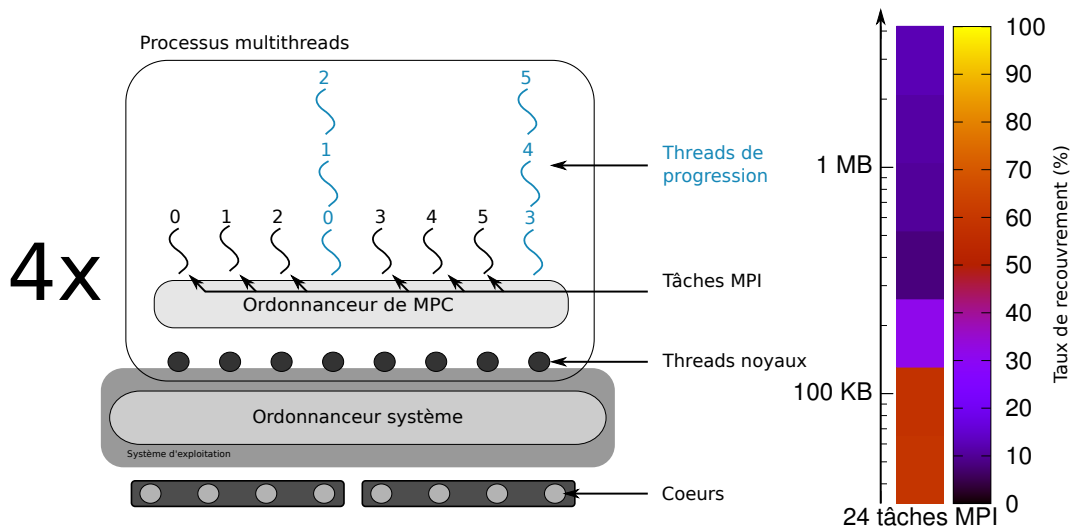 Processus multithreads
4x
2
5
1
4
0
1
2
0
3
4
5
3
Threads de
progression
Tâches MPI
Ordonnanceur de MPC
Threads noyaux
Ordonnanceur système
Système d'exploitation
Coeurs
1 MB
100 KB
24 tâches MPI
100
90
80
70
60
50
40
30
20
10
0
Taux de recouvrement (%)